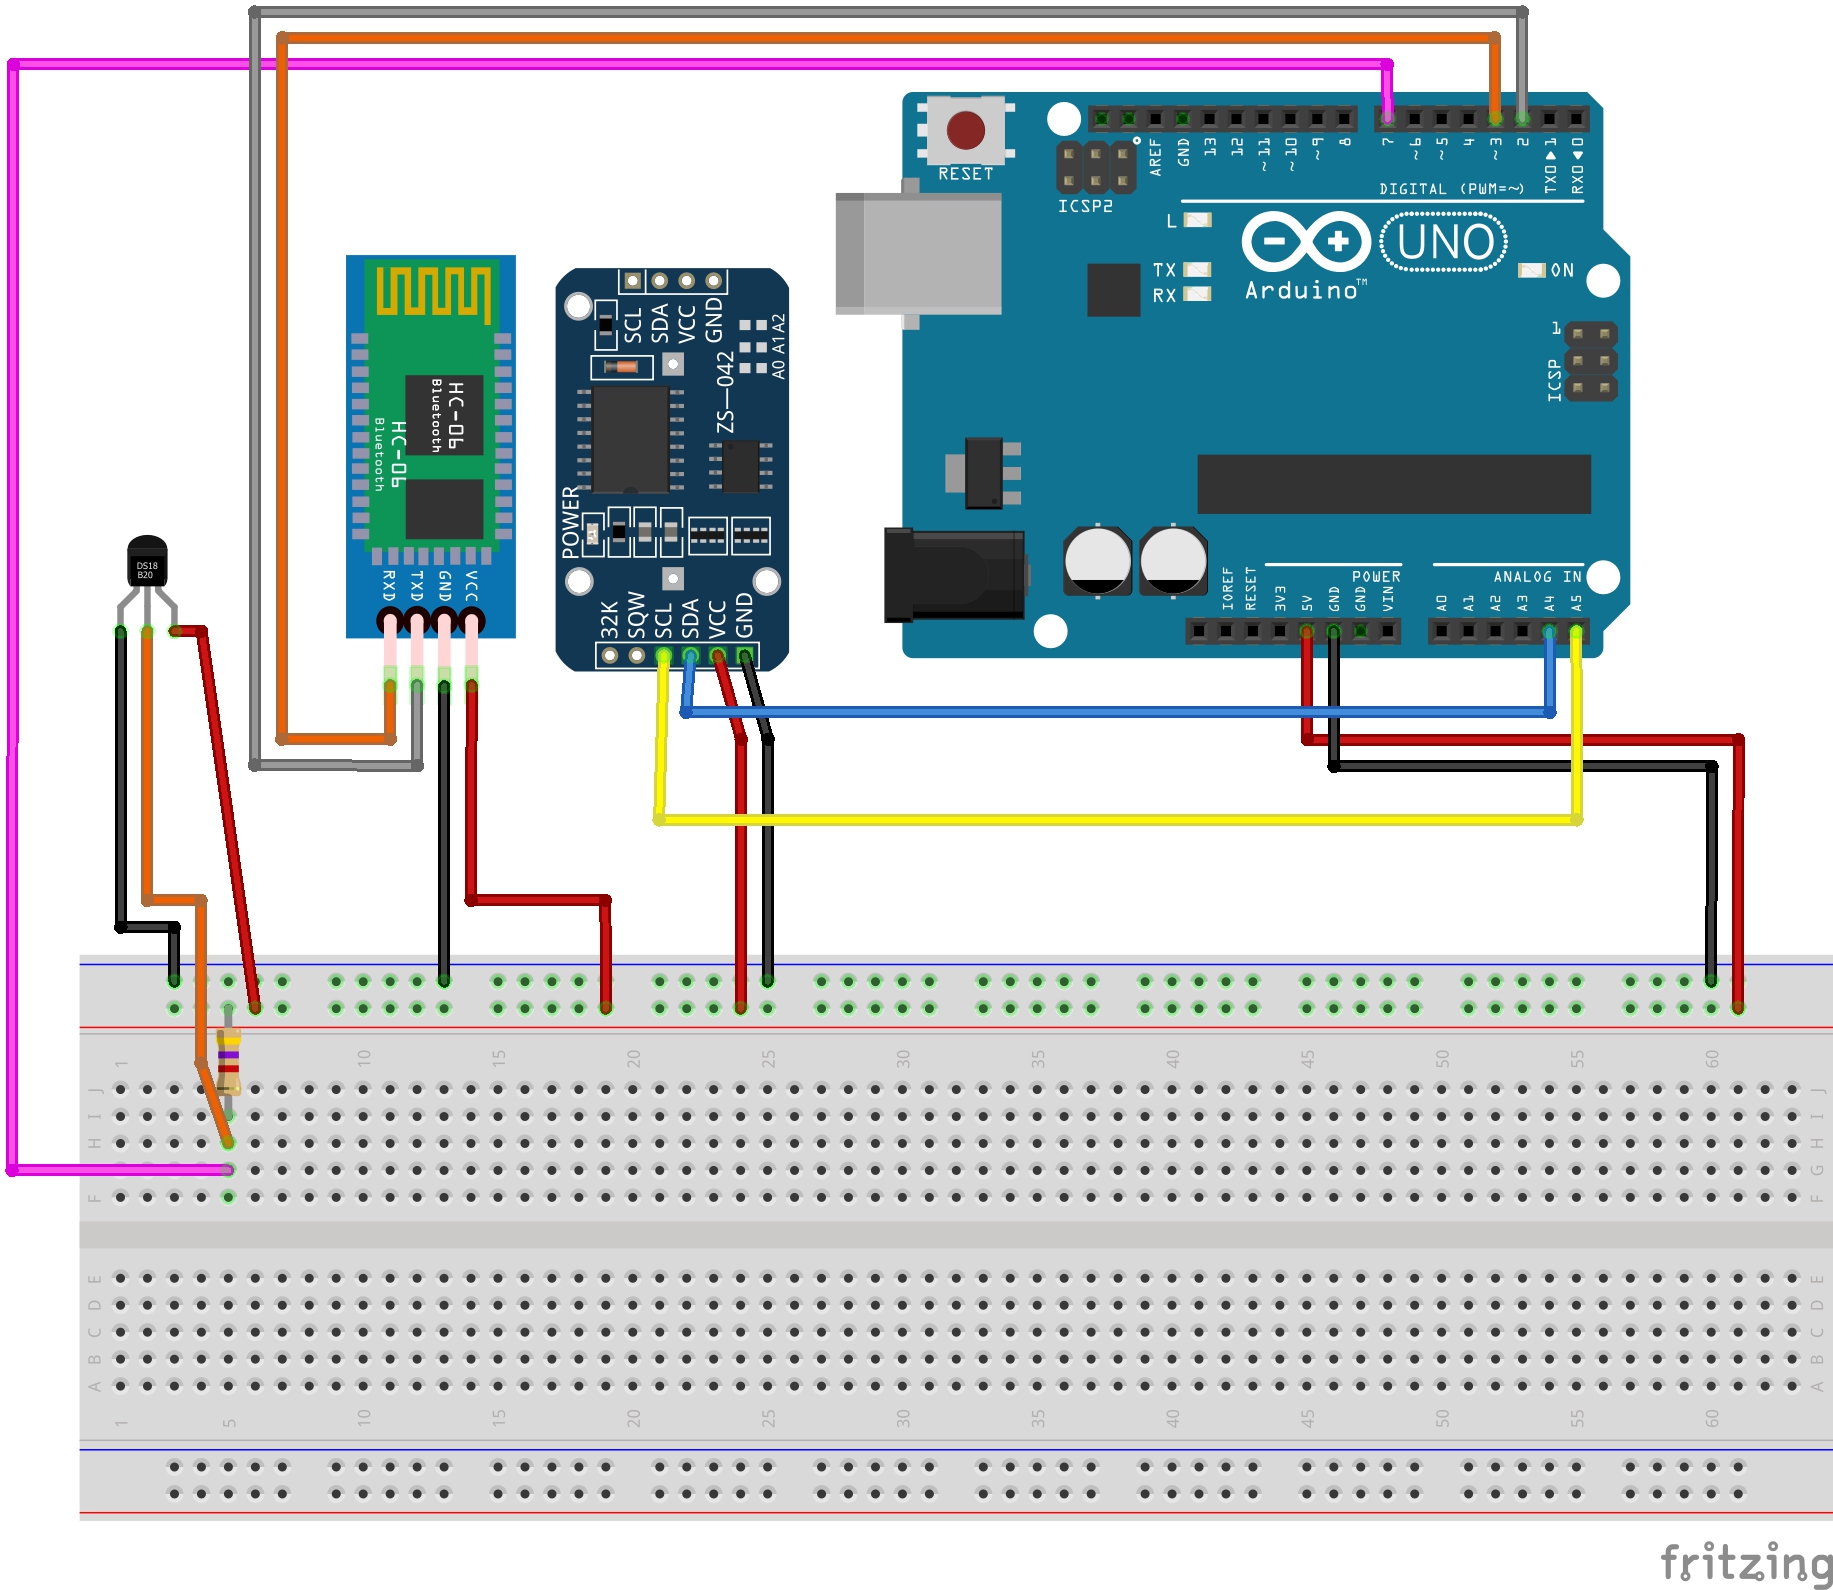 RESET
ICSP2
AREF
GND
13
12
~11
~10
~9
8
7
~6
~5
4
~3
2
TX0▶1
RX0◀0
DIGITAL (PWM=~)
L
TX
RX
UNO
Arduino™
ON
1
ICSP
IOREF
RESET
3V3
5V
GND
GND
VIN
POWER
ANALOG IN
A0
A1
A2
A3
A4
A5
HC-06
Bluetooth
HC-06
Bluetooth
RXD
TXD
GND
VCC
SCL
SDA
VCC
GND
A0 A1 A2
ZS-042
POWER
32K
SQW
SCL
SDA
VCC
GND
DS18
B20
1
10
15
20
25
30
35
40
45
50
55
60
J
I
H
G
F
J
I
H
G
F
E
D
C
B
A
E
D
C
B
A
1
5
10
15
20
25
30
35
40
45
50
55
60
fritzing